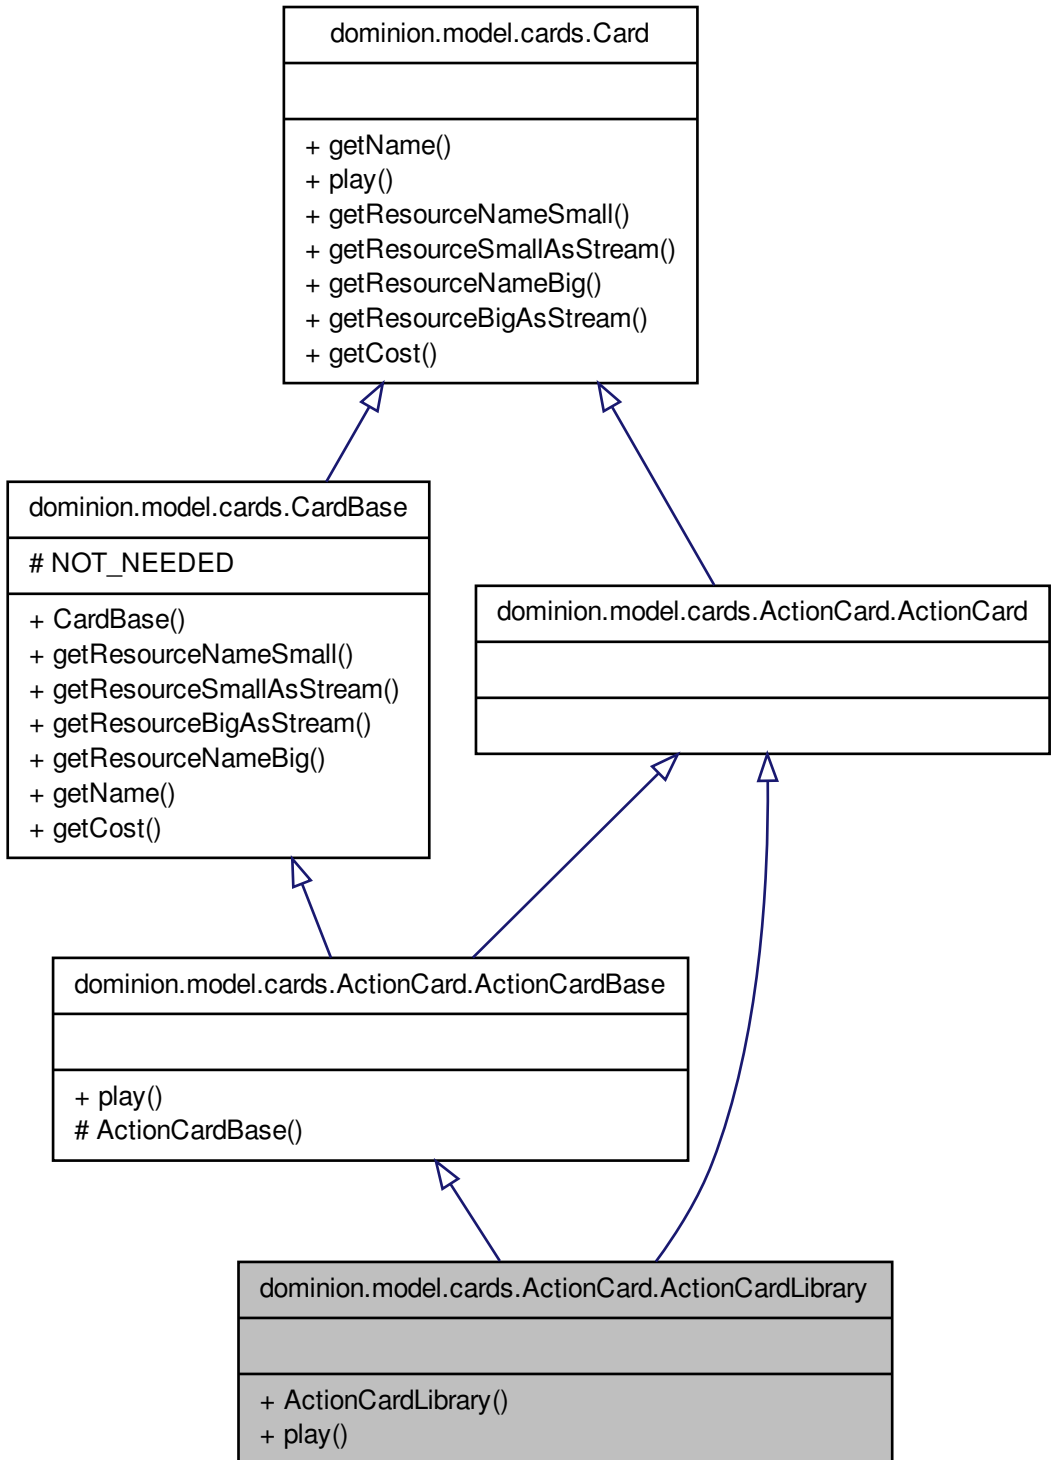 dominion.model.cards.Card
+ getName()
+ play()
+ getResourceNameSmall()
+ getResourceSmallAsStream()
+ getResourceNameBig()
+ getResourceBigAsStream()
+ getCost()
dominion.model.cards.CardBase
# NOT_NEEDED
+ CardBase()
+ getResourceNameSmall()
+ getResourceSmallAsStream()
+ getResourceBigAsStream()
+ getResourceNameBig()
+ getName()
+ getCost()
dominion.model.cards.ActionCard.ActionCard
dominion.model.cards.ActionCard.ActionCardBase
+ play()
# ActionCardBase()
dominion.model.cards.ActionCard.ActionCardLibrary
+ ActionCardLibrary()
+ play()